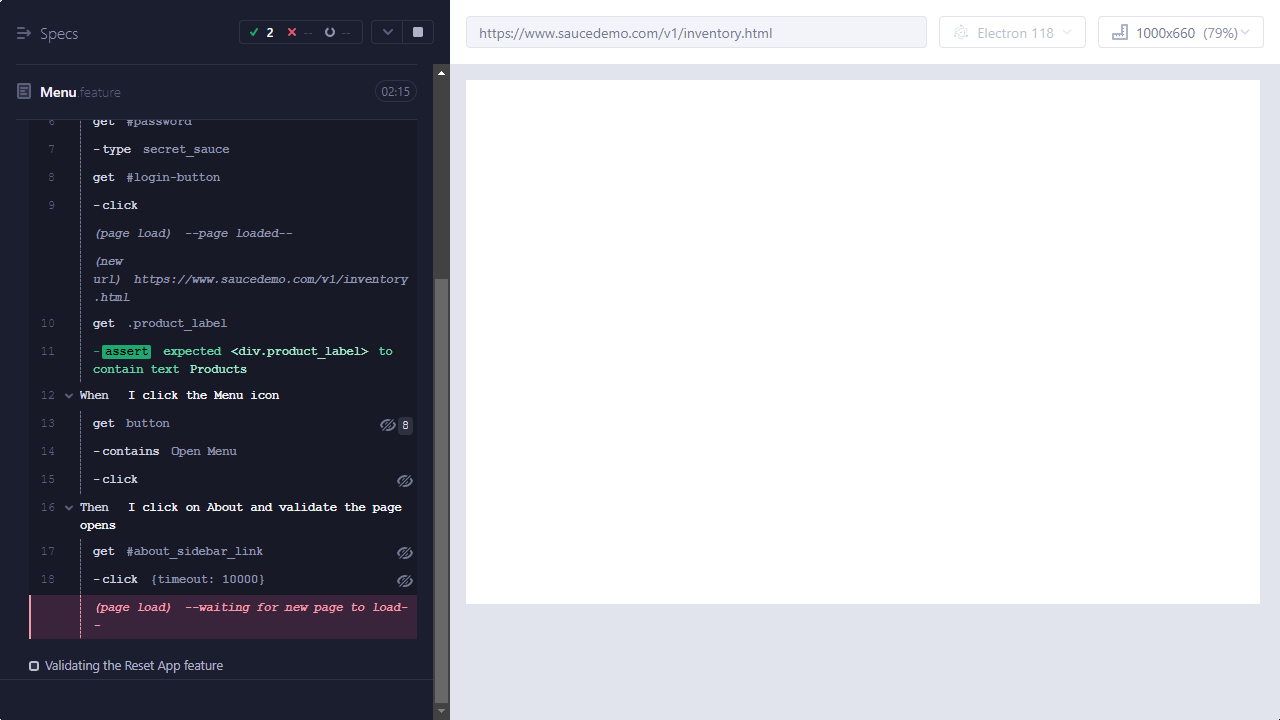 Specs
2
--
--
https://www.saucedemo.com/v1/inventory.html
Electron 118
1000x660 (79%)
Menu.feature
02:15
6 get #password
7 -type secret_sauce
8 get #login-button
9 -click
(page load) --page loaded--
(new
url) https://www.saucedemo.com/v1/inventory
.html
10 get .product_label
11 -assert expected <div.product_label> to
contain text Products
12 When I click the Menu icon
13 get button 8
14 -contains Open Menu
15 -click
16 Then I click on About and validate the page
opens
17 get #about_sidebar_link
18 -click {timeout: 10000}
(page load) --waiting for new page to load-
-
Validating the Reset App feature